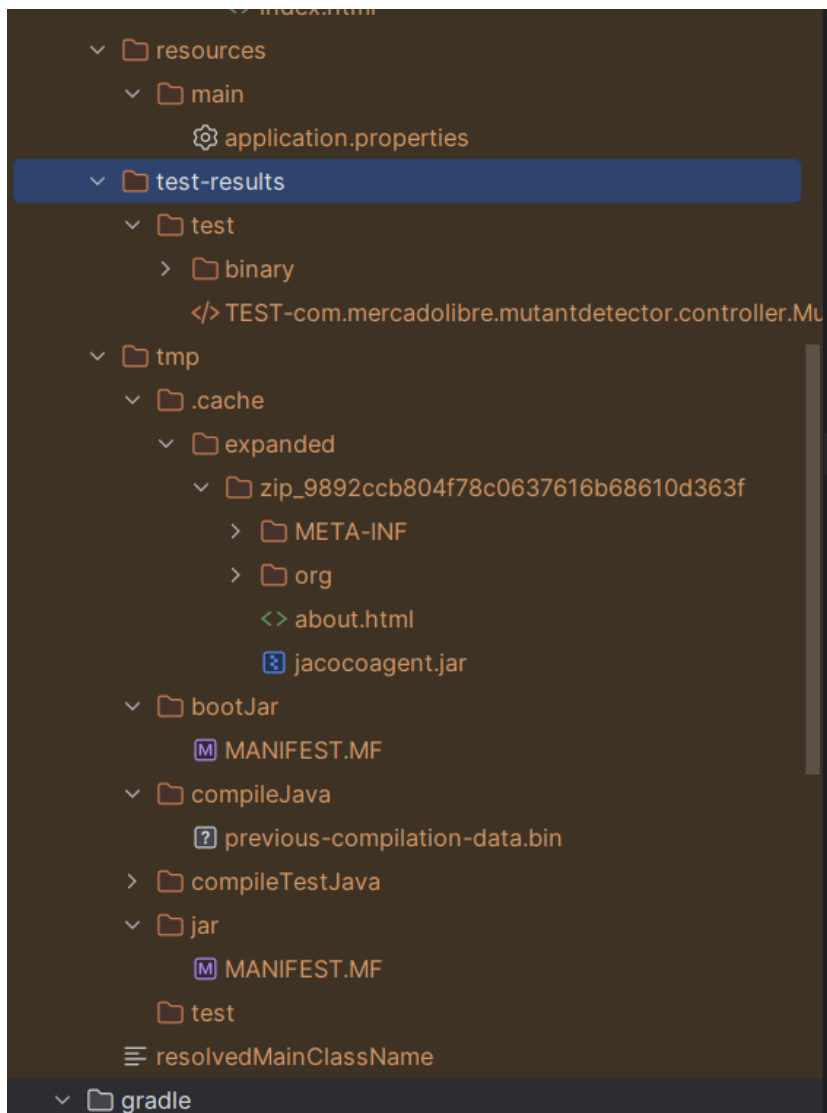 index.html
resources
main
application.properties
test-results
test
binary
TEST-com.mercadolibre.mutantdetector.controller.Mu
tmp
.cache
expanded
zip_9892ccb804f78c0637616b68610d363f
META-INF
org
about.html
jacocoagent.jar
bootJar
MANIFEST.MF
compileJava
previous-compilation-data.bin
compileTestJava
jar
MANIFEST.MF
test
resolvedMainClassName
gradle